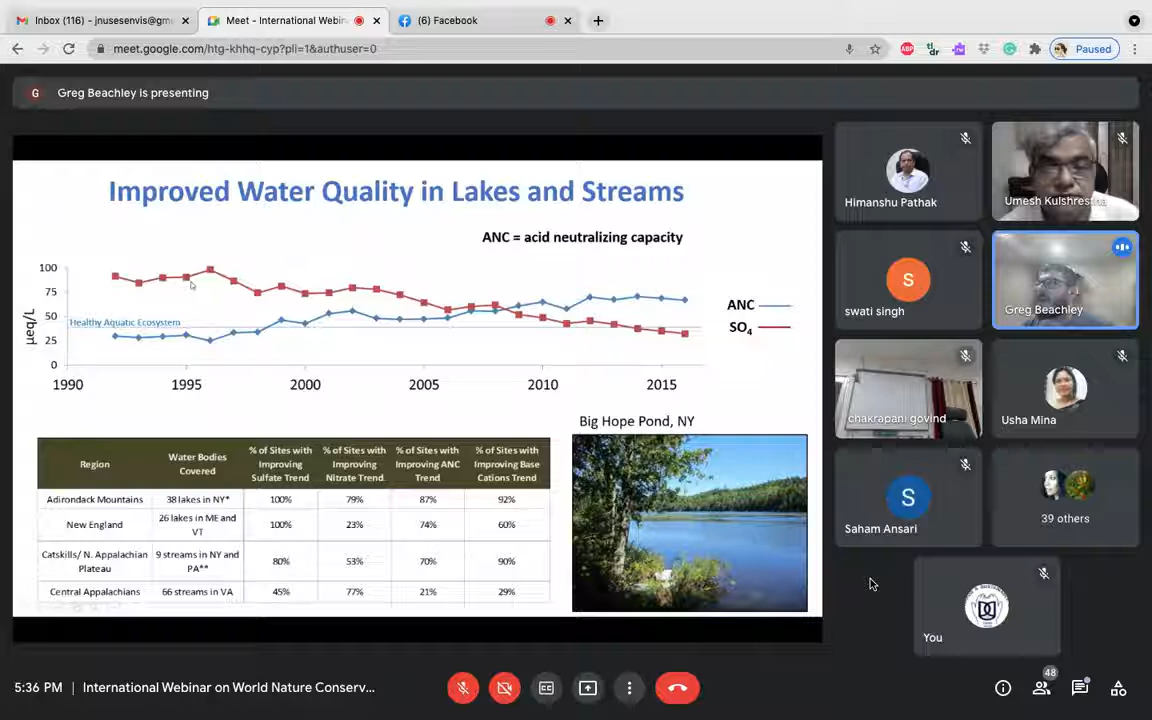 Inbox (116) - jnusesenvis@gm
Meet - International Webin
(6) Facebook
meet.google.com/htg-khhq-cyp?pli=1&authuser=0
ABP
tl;dr
Paused
G
Greg Beachley is presenting
Improved Water Quality in Lakes and Streams
ANC = acid neutralizing capacity
100
75
50
25
0
µeq/L
Healthy Aquatic Ecosystem
ANC
SO4
1990 1995 2000 2005 2010 2015
Big Hope Pond, NY
Region | Water Bodies Covered | % of Sites with Improving Sulfate Trend | % of Sites with Improving Nitrate Trend | % of Sites with Improving ANC Trend | % of Sites with Improving Base Cations Trend
Adirondack Mountains | 38 lakes in NY* | 100% | 79% | 87% | 92%
New England | 26 lakes in ME and VT | 100% | 23% | 74% | 60%
Catskills/ N. Appalachian Plateau | 9 streams in NY and PA** | 80% | 53% | 70% | 90%
Central Appalachians | 66 streams in VA | 45% | 77% | 21% | 29%
Himanshu Pathak
Umesh Kulshrestha
S
swati singh
Greg Beachley
chakrapani govind
Usha Mina
S
Saham Ansari
39 others
You
5:36 PM | International Webinar on World Nature Conserv...
48